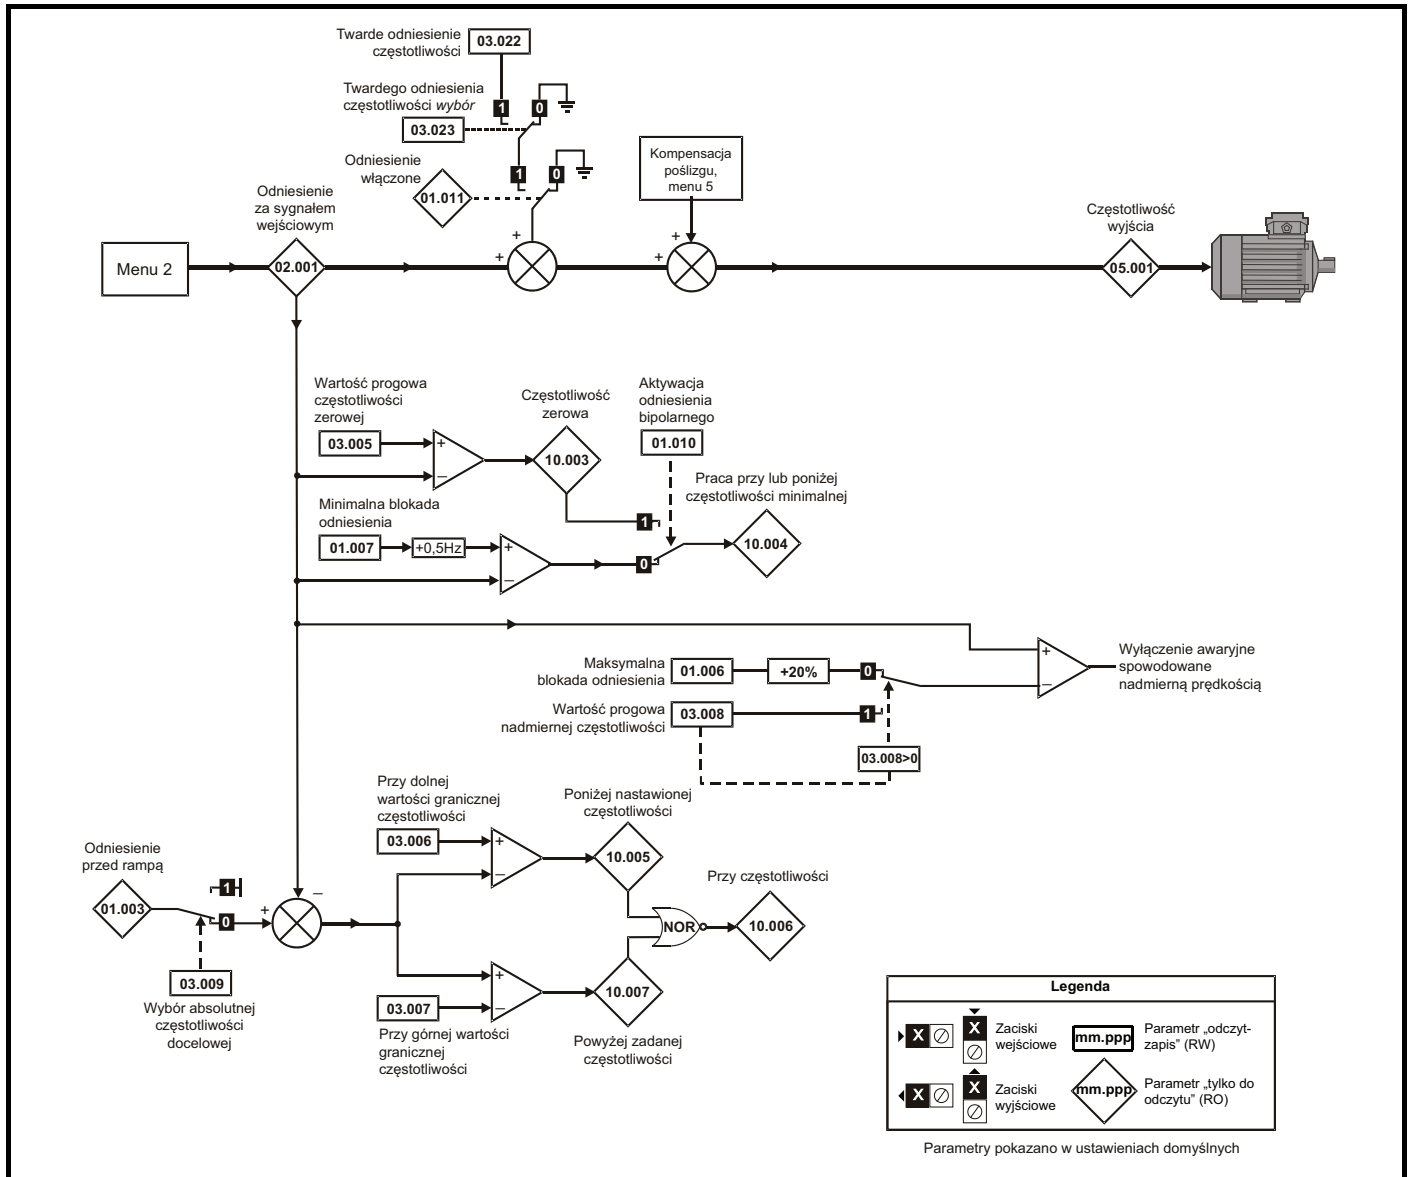 Twarde odniesienie
częstotliwości
03.022
Twardego odniesienia
częstotliwości wybór
1
0
03.023
Odniesienie
włączone
1
0
01.011
Kompensacja
poślizgu,
menu 5
Odniesienie
za sygnałem
wejściowym
Częstotliwość
wyjścia
+
+
+
+
Menu 2
02.001
05.001
Wartość progowa
częstotliwości
zerowej
03.005
+
–
Częstotliwość
zerowa
10.003
Aktywacja
odniesienia
bipolarnego
01.010
Praca przy lub poniżej
częstotliwości minimalnej
Minimalna blokada
odniesienia
01.007
+0,5Hz
+
–
1
0
10.004
Maksymalna
blokada odniesienia
01.006
+20%
0
+
–
Wyłączenie awaryjne
spowodowane
nadmierną prędkością
Wartość progowa
nadmiernej częstotliwości
03.008
1
03.008>0
Przy dolnej
wartości granicznej
częstotliwości
03.006
+
–
Poniżej nastawionej
częstotliwości
10.005
Odniesienie
przed rampą
01.003
1
0
+
–
03.009
Wybór absolutnej
częstotliwości
docelowej
NOR
Przy częstotliwości
10.006
+
–
03.007
Przy górnej wartości
granicznej
częstotliwości
10.007
Powyżej zadanej
częstotliwości
Legenda
X
X
Zaciski
wejściowe
mm.ppp
Parametr „odczyt-
zapis” (RW)
X
X
Zaciski
wyjściowe
mm.ppp
Parametr „tylko do
odczytu” (RO)
Parametry pokazano w ustawieniach domyślnych